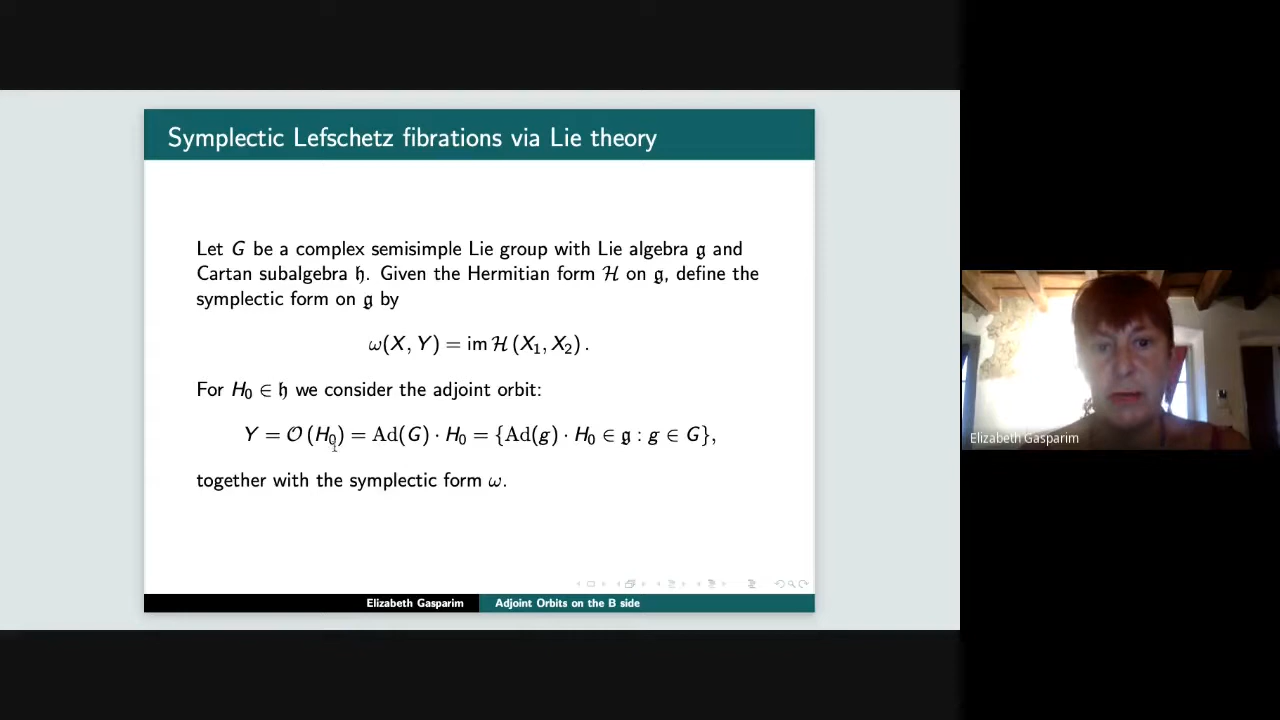 Symplectic Lefschetz fibrations via Lie theory
Let G be a complex semisimple Lie group with Lie algebra 𝔤 and
Cartan subalgebra 𝔥. Given the Hermitian form ℋ on 𝔤, define the
symplectic form on 𝔤 by
ω(X, Y) = im ℋ (X₁, X₂) .
For H₀ ∈ 𝔥 we consider the adjoint orbit:
Y = 𝒪 (H₀) = Ad(G) · H₀ = {Ad(g) · H₀ ∈ 𝔤 : g ∈ G},
together with the symplectic form ω.
Elizabeth Gasparim
Adjoint Orbits on the B side
Elizabeth Gasparim